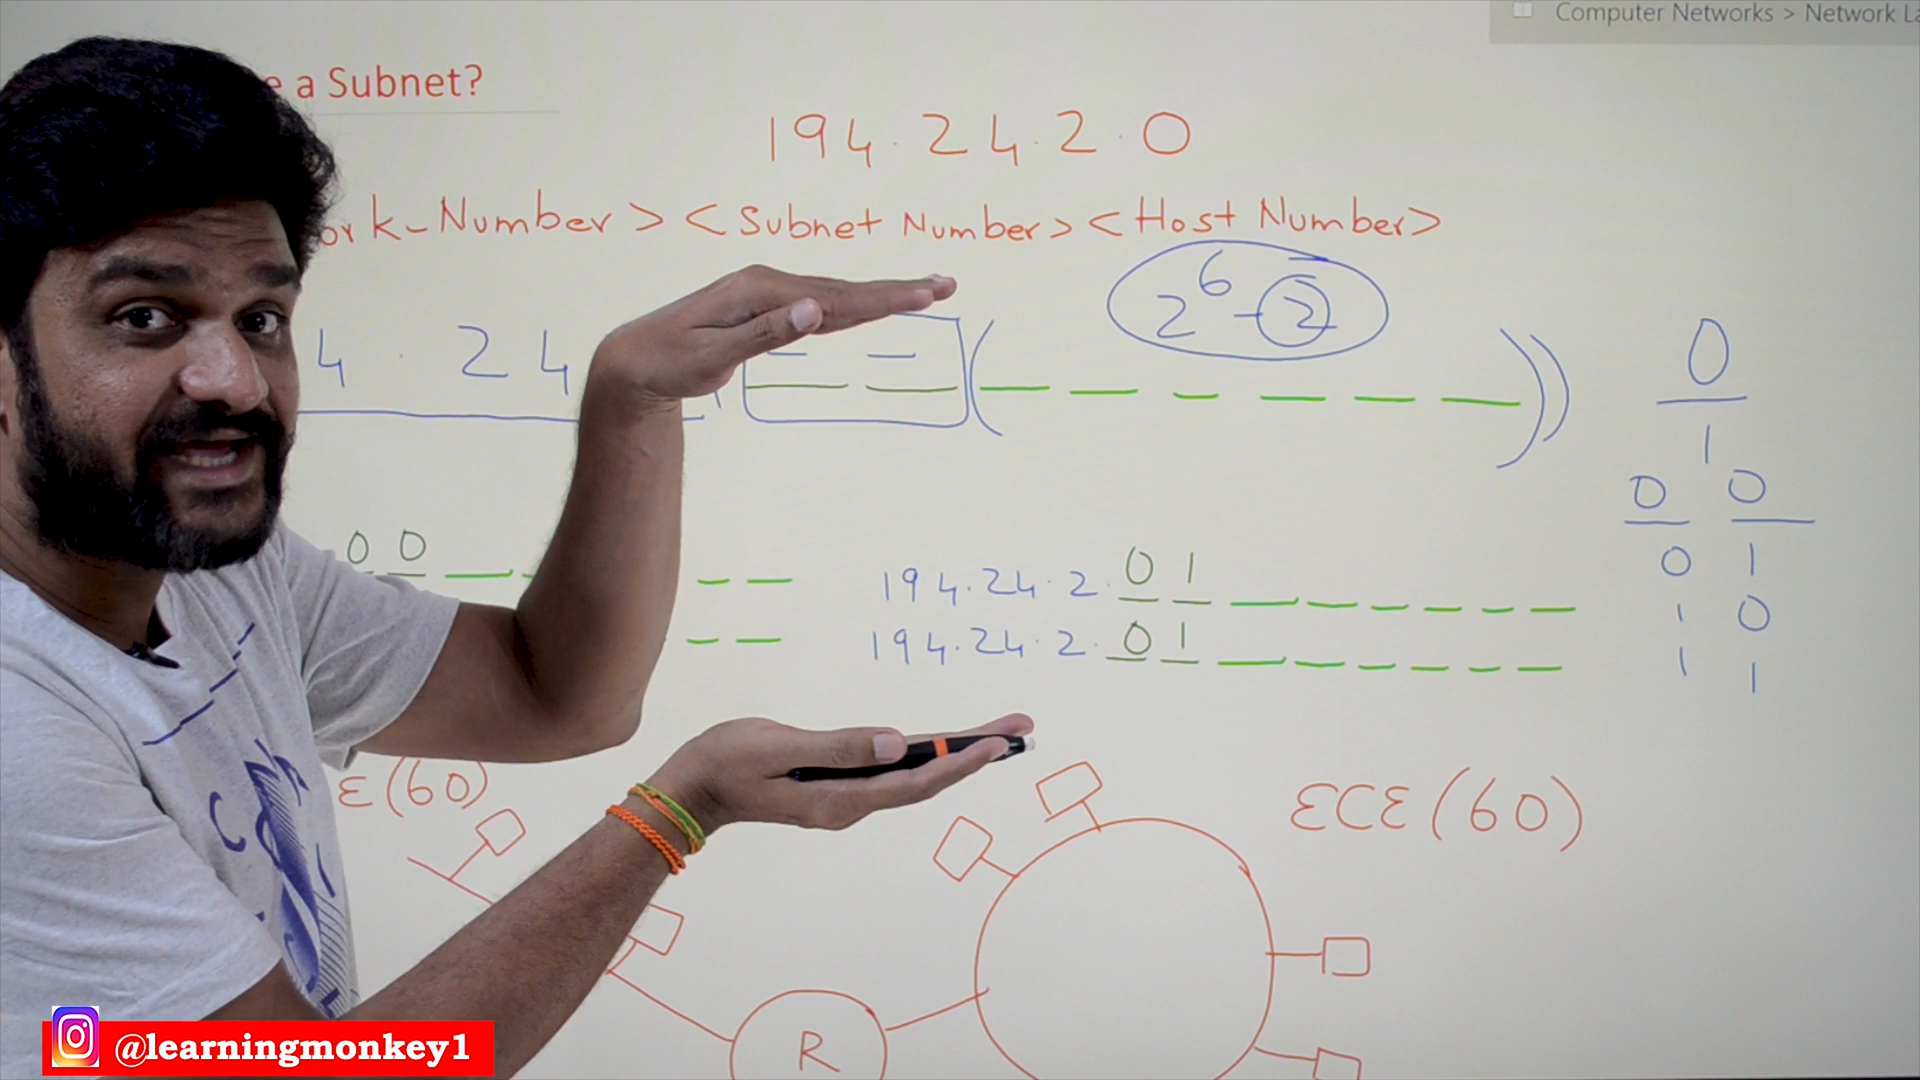 Computer Networks > Network La
e a Subnet?
194.24.2.0
or k-Number> <Subnet Number> <Host Number>
2^6-2
4 . 24
0
1
0 0
0 1
1 0
1 1
0 0
194.24.2.01
194.24.2.01
E(60)
ECE(60)
R
@learningmonkey1